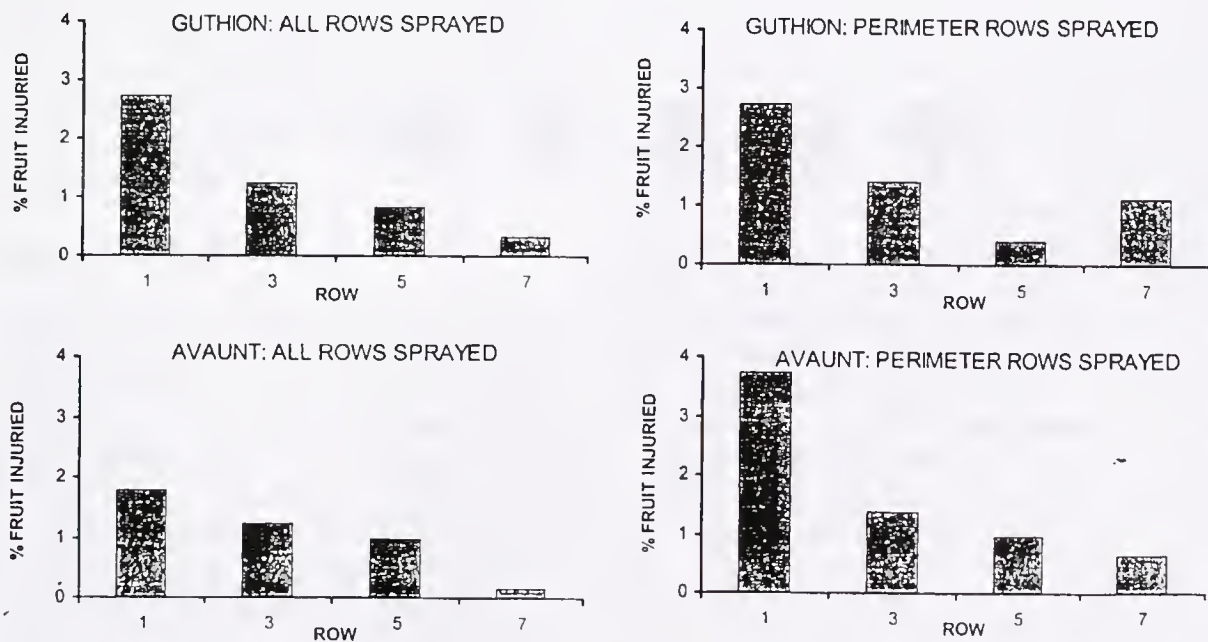 GUTHION: ALL ROWS SPRAYED
% FRUIT INJURIED
4
3
2
1
0
1 3 5 7
ROW
GUTHION: PERIMETER ROWS SPRAYED
% FRUIT INJURIED
4
3
2
1
0
1 3 5 7
ROW
AVAUNT: ALL ROWS SPRAYED
% FRUIT INJURIED
4
3
2
1
0
1 3 5 7
ROW
AVAUNT: PERIMETER ROWS SPRAYED
% FRUIT INJURIED
4
3
2
1
0
1 3 5 7
ROW